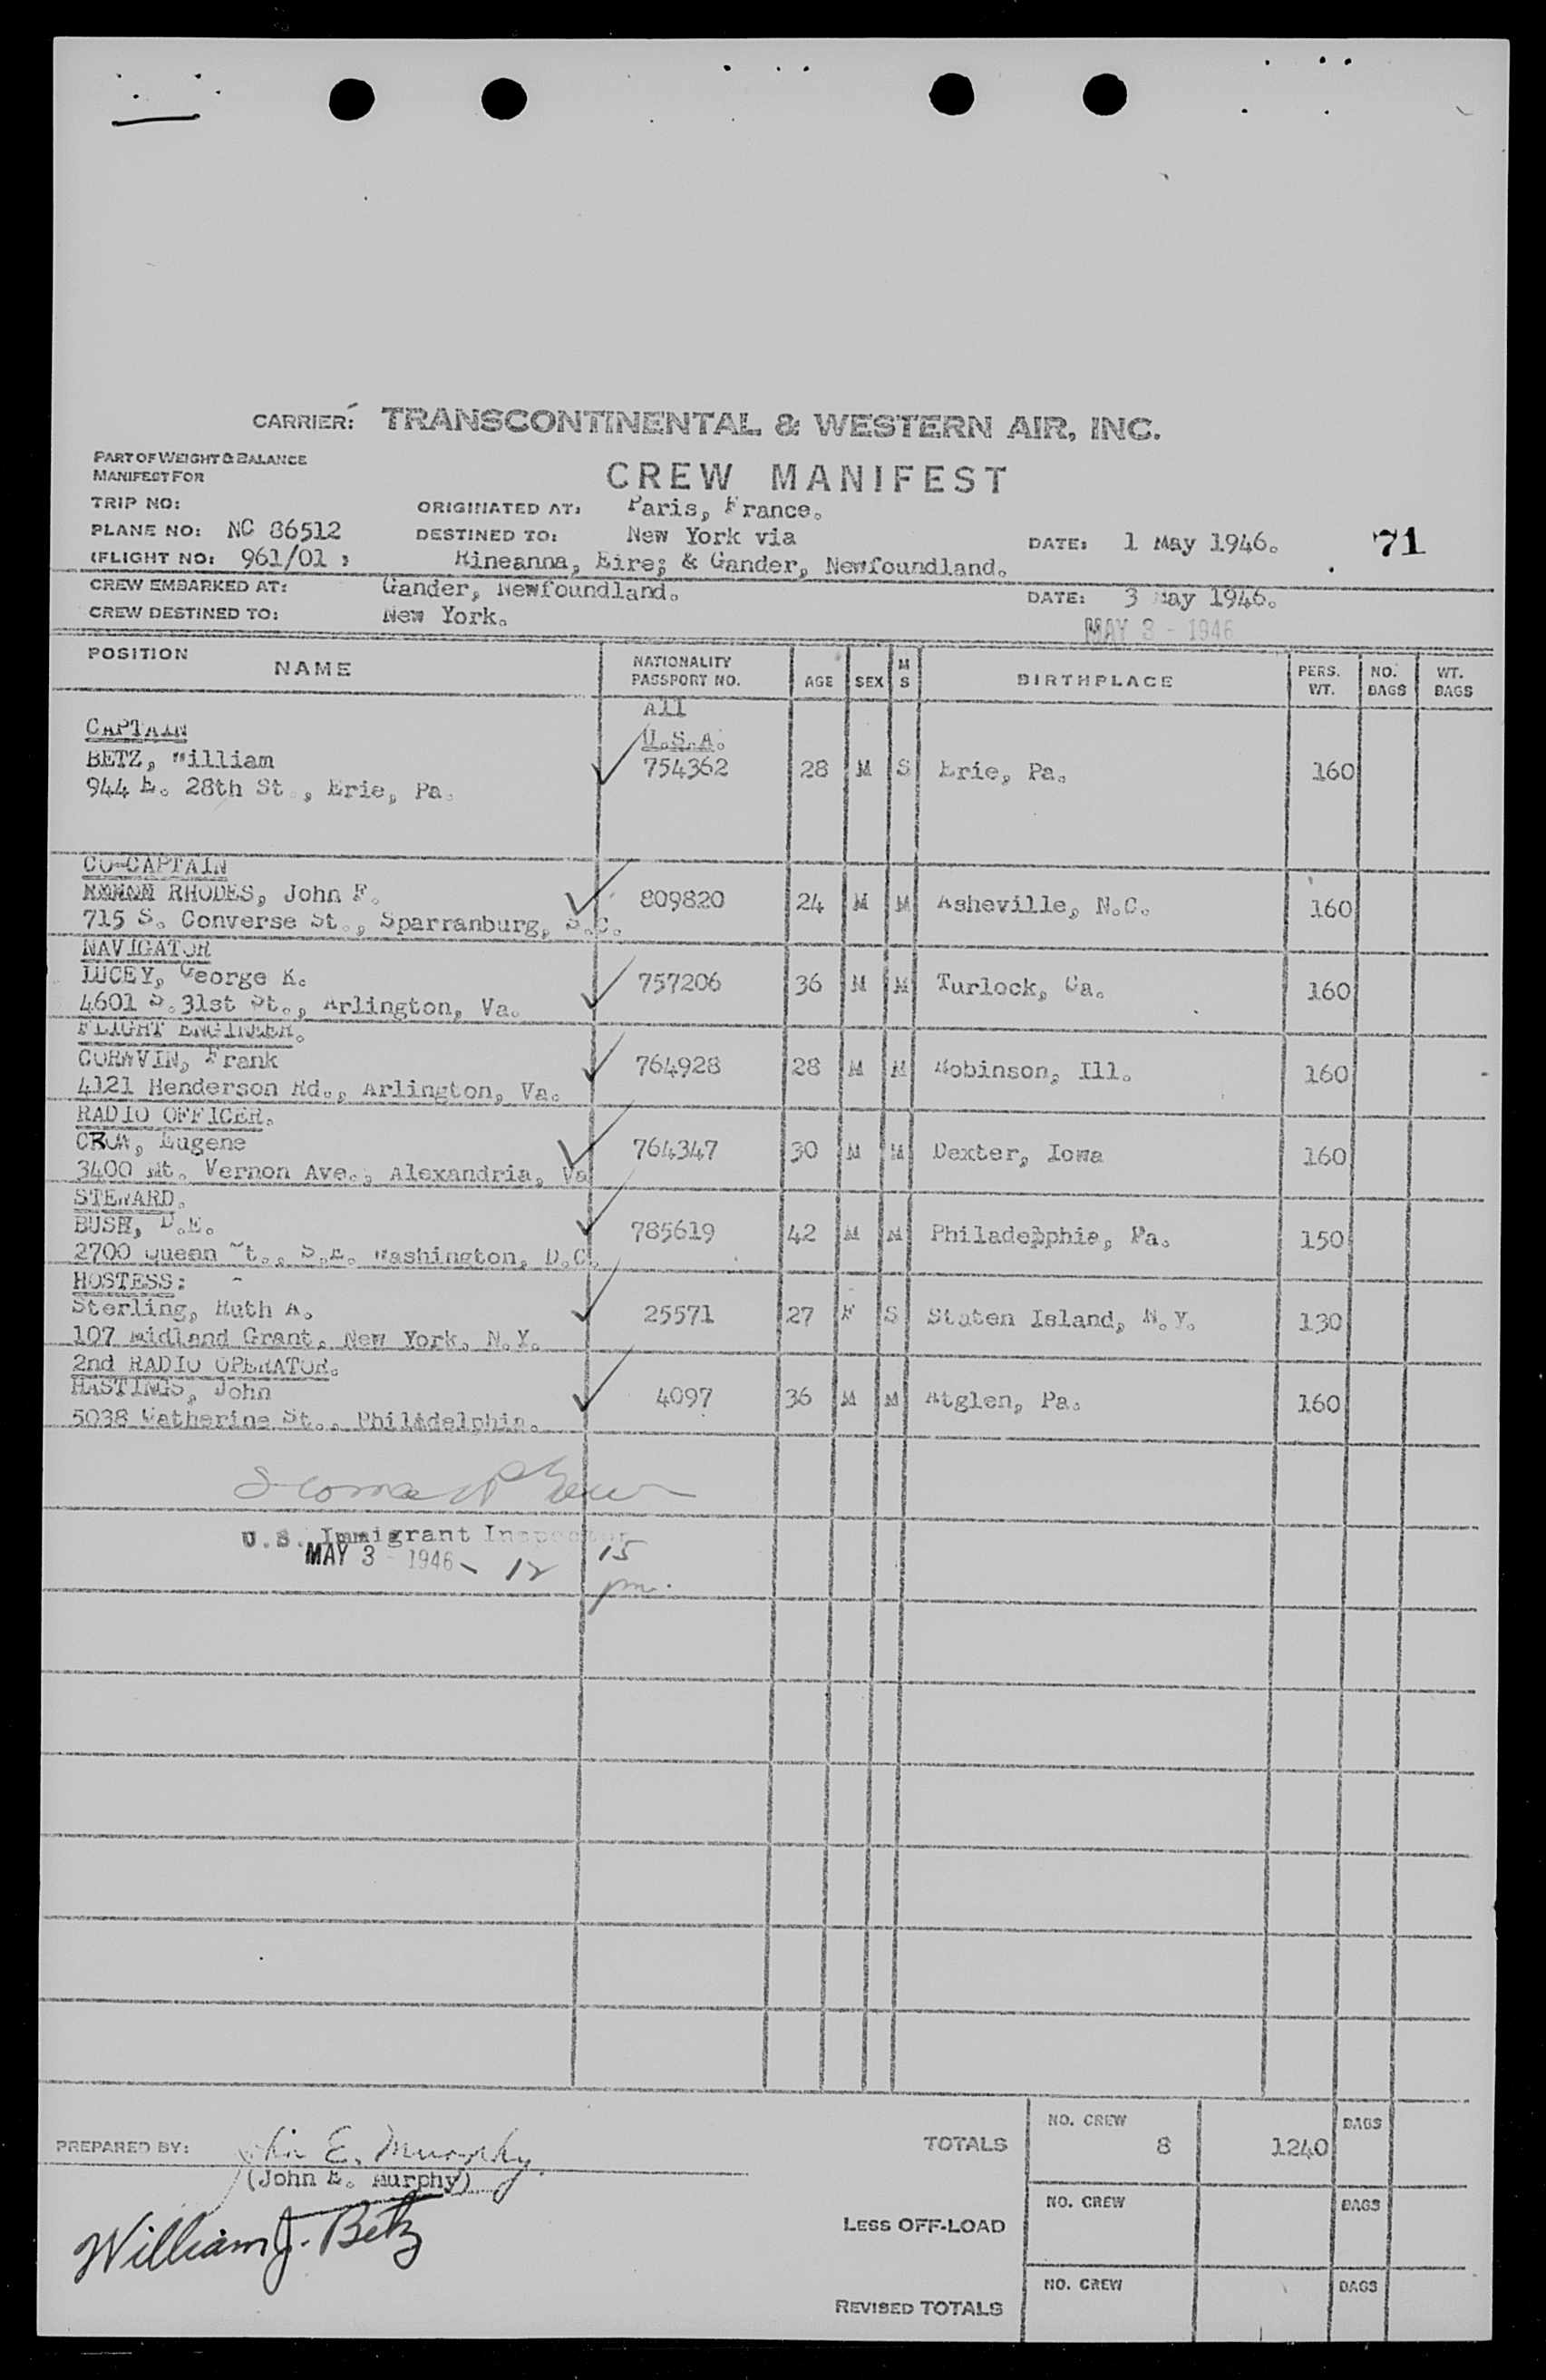 CARRIER: TRANSCONTINENTAL & WESTERN AIR, INC.
PART OF WEIGHT & BALANCE
MANIFEST FOR
CREW MANIFEST
TRIP NO:
ORIGINATED AT: Paris, France.
PLANE NO: NC 86512
DESTINED TO: New York via
DATE: 1 May 1946. 71
(FLIGHT NO: 961/01 ) Rineanna, Eire; & Gander, Newfoundland.
CREW EMBARKED AT: Gander, Newfoundland.
DATE: 3 May 1946.
CREW DESTINED TO: New York.
MAY 3 - 1946
POSITION NAME NATIONALITY PASSPORT NO. AGE SEX M S BIRTHPLACE PERS. WT. NO. BAGS WT. BAGS
All
CAPTAIN U.S.A.
BETZ, William 754362 28 M S Erie, Pa. 160
944 E. 28th St., Erie, Pa.
CO-CAPTAIN
RHODES, John F. 809820 24 M M Asheville, N.C. 160
715 S. Converse St., Sparranburg, S.C.
NAVIGATOR
LUCEY, George K. 757206 36 M M Turlock, Ca. 160
4601 S.31st St., Arlington, Va.
FLIGHT ENGINEER.
CORWVIN, Frank 764928 28 M M Robinson, Ill. 160
4121 Henderson Rd., Arlington, Va.
RADIO OFFICER.
CROW, Eugene 764347 30 M M Dexter, Iowa 160
3400 Mt. Vernon Ave., Alexandria, Va
STEWARD.
BUSH, D.E. 785619 42 M M Philadepphia, Pa. 150
2700 Queen St., S.E. Washington, D.C.
HOSTESS:
Sterling, Ruth A. 25571 27 F S Staten Island, N.Y. 130
107 Midland Grant, New York, N.Y.
2nd RADIO OPERATOR.
HASTINGS, John 4097 36 M M Atglen, Pa. 160
5038 Catherine St., Philadelphia.
U.S. Immigrant Inspector
MAY 3 - 1946 - 12 15
pm.
PREPARED BY: John E. Murphy
(John E. Murphy)
William J. Betz
TOTALS NO. CREW 8 1240 BAGS
LESS OFF-LOAD NO. CREW BAGS
REVISED TOTALS NO. CREW BAGS